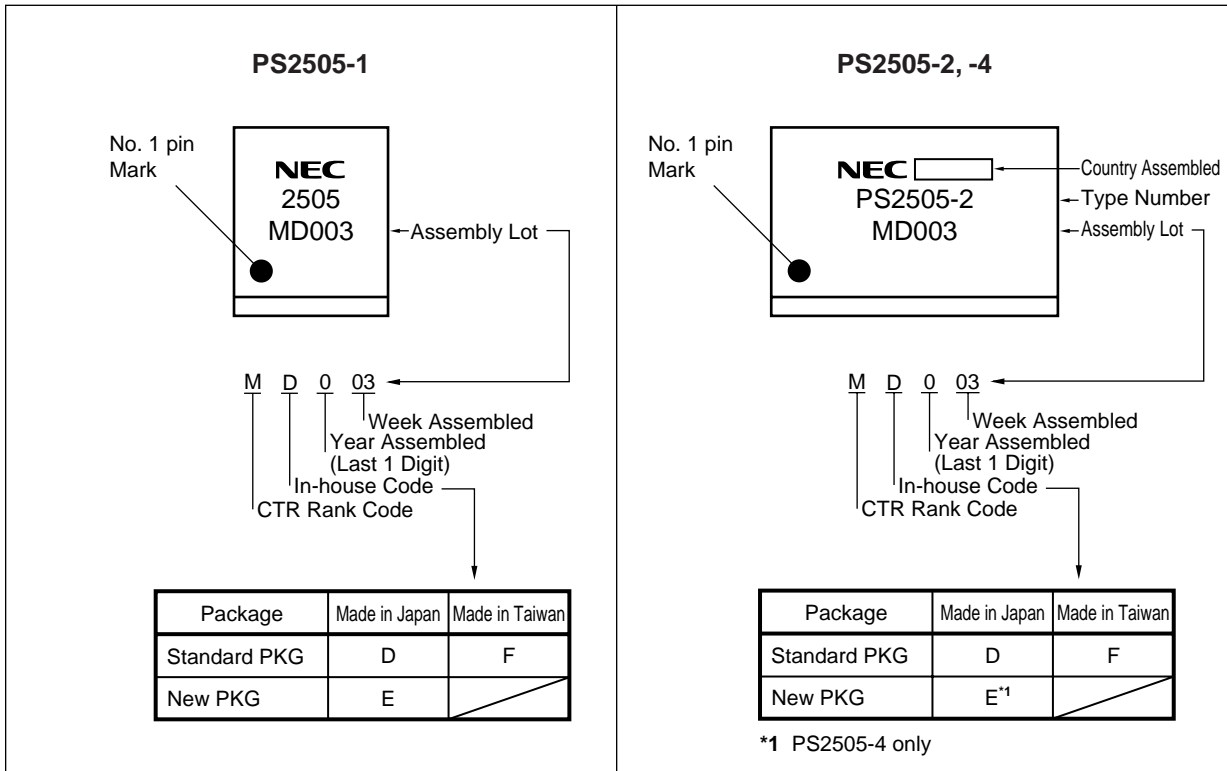 PS2505-1
No. 1 pin
Mark
NEC
2505
MD003
Assembly Lot
M D 0 03
Week Assembled
Year Assembled
(Last 1 Digit)
In-house Code
CTR Rank Code
Package Made in Japan Made in Taiwan
Standard PKG D F
New PKG E
PS2505-2, -4
No. 1 pin
Mark
NEC
PS2505-2
MD003
Country Assembled
Type Number
Assembly Lot
M D 0 03
Week Assembled
Year Assembled
(Last 1 Digit)
In-house Code
CTR Rank Code
Package Made in Japan Made in Taiwan
Standard PKG D F
New PKG E*1
*1 PS2505-4 only